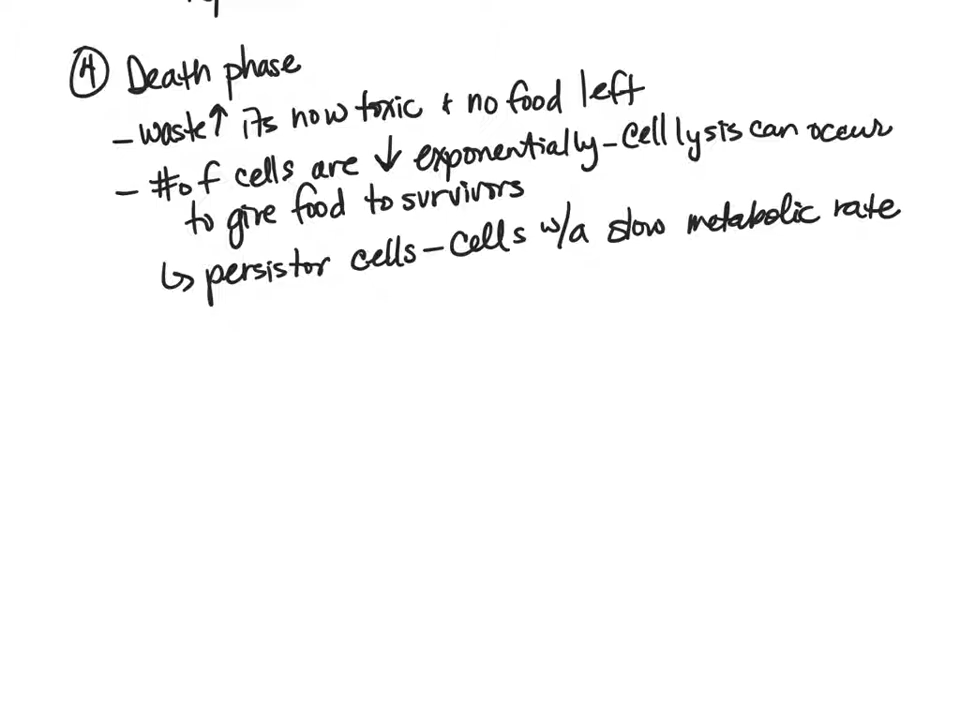 ④ Death phase
- waste↑ its now toxic & no food left
- # of cells are ↓ exponentially - Cell lysis can occur
to give food to survivors
↳ persistor cells - cells w/a slow metabolic rate